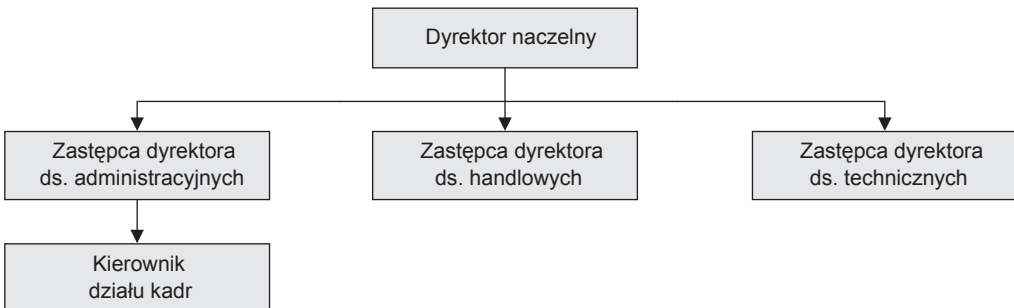 Dyrektor naczelny
Zastępca dyrektora
ds. administracyjnych
Zastępca dyrektora
ds. handlowych
Zastępca dyrektora
ds. technicznych
Kierownik
działu kadr